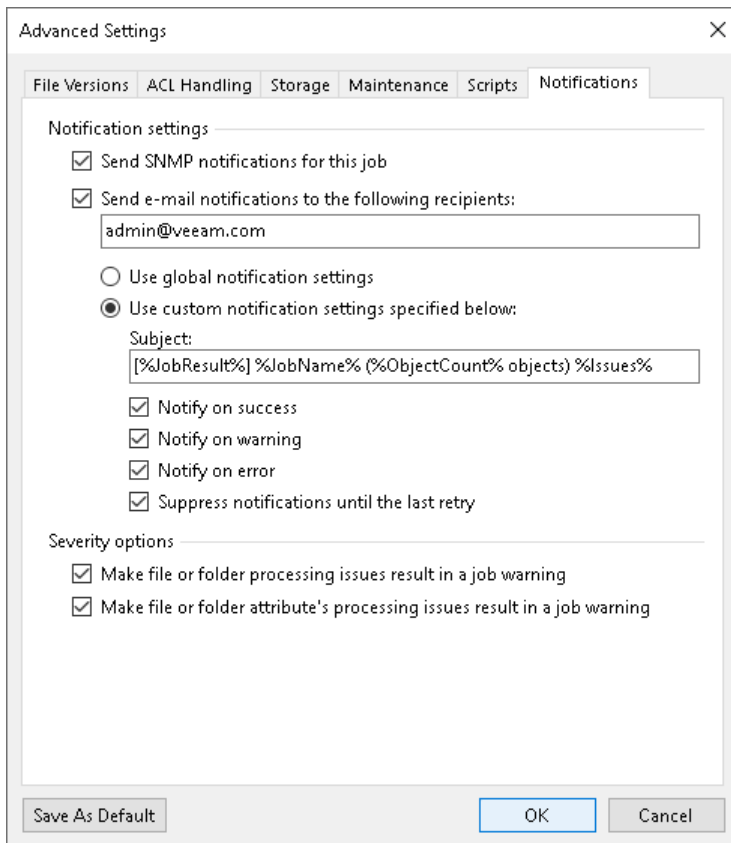 Advanced Settings
File Versions ACL Handling Storage Maintenance Scripts Notifications
Notification settings
Send SNMP notifications for this job
Send e-mail notifications to the following recipients:
admin@veeam.com
Use global notification settings
Use custom notification settings specified below:
Subject:
[%JobResult%] %JobName% (%ObjectCount% objects) %Issues%
Notify on success
Notify on warning
Notify on error
Suppress notifications until the last retry
Severity options
Make file or folder processing issues result in a job warning
Make file or folder attribute's processing issues result in a job warning
Save As Default OK Cancel